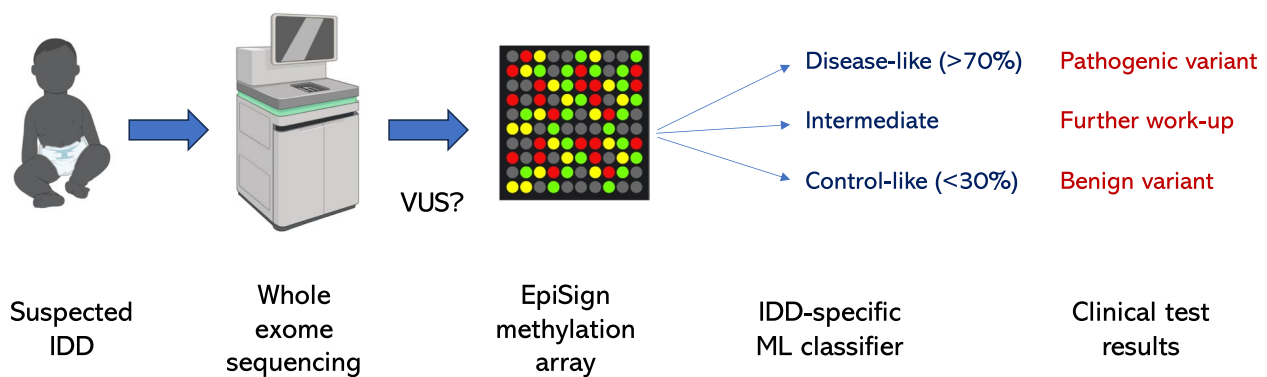 Disease-like (>70%)
Pathogenic variant
Intermediate
Further work-up
Control-like (<30%)
Benign variant
VUS?
Suspected
IDD
Whole
exome
sequencing
EpiSign
methylation
array
IDD-specific
ML classifier
Clinical test
results